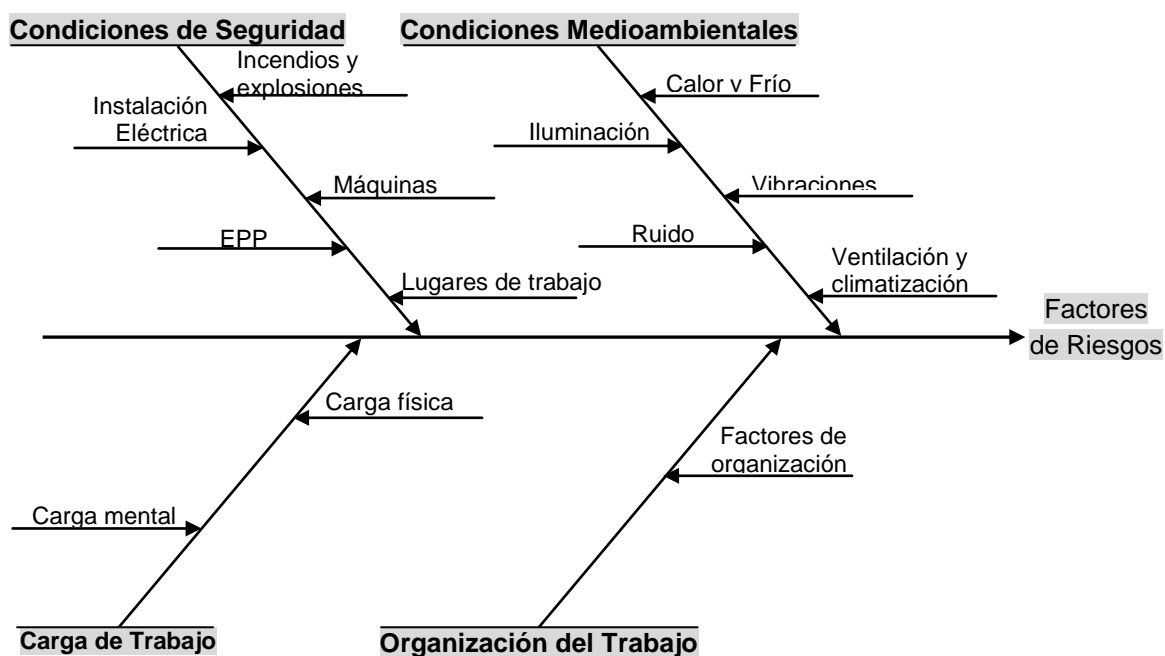 Condiciones de Seguridad
Incendios y
explosiones
Instalación
Eléctrica
Máquinas
EPP
Lugares de trabajo
Condiciones Medioambientales
Calor y Frío
Iluminación
Vibraciones
Ruido
Ventilación y
climatización
Factores
de Riesgos
Carga física
Carga mental
Carga de Trabajo
Factores de
organización
Organización del Trabajo